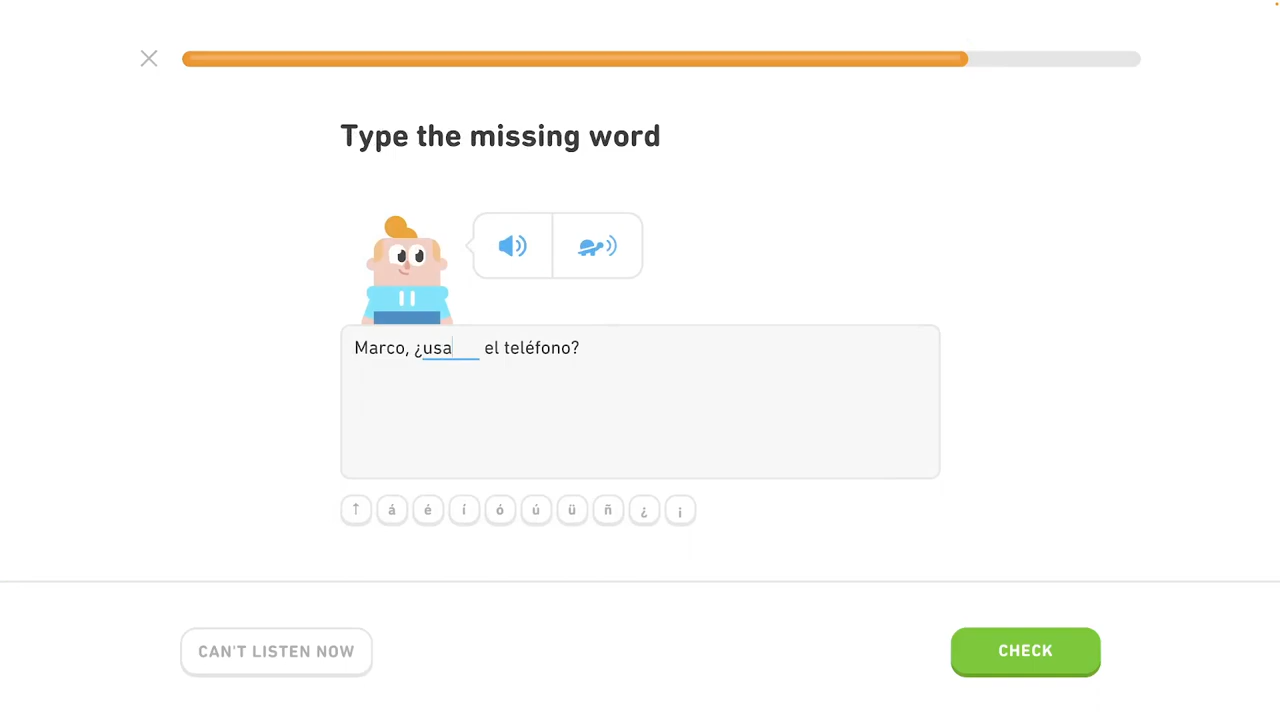 Type the missing word
Marco, ¿usa el teléfono?
↑ á é í ó ú ü ñ ¿ ¡
CAN'T LISTEN NOW CHECK